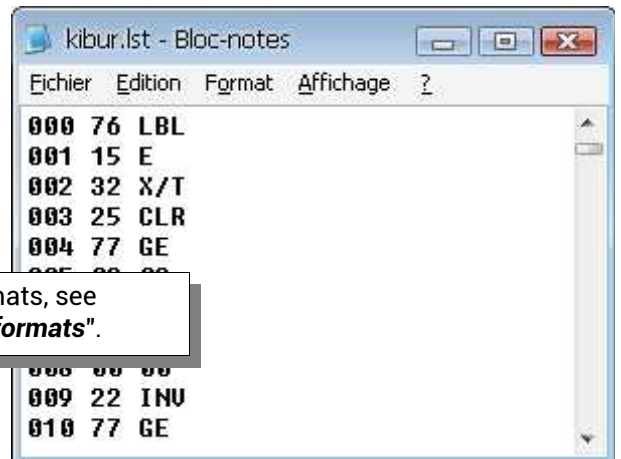 kibur.lst - Bloc-notes
Fichier Edition Format Affichage ?
000 76 LBL
001 15 E
002 32 X/T
003 25 CLR
004 77 GE
mats, see
formats".
009 22 INV
010 77 GE